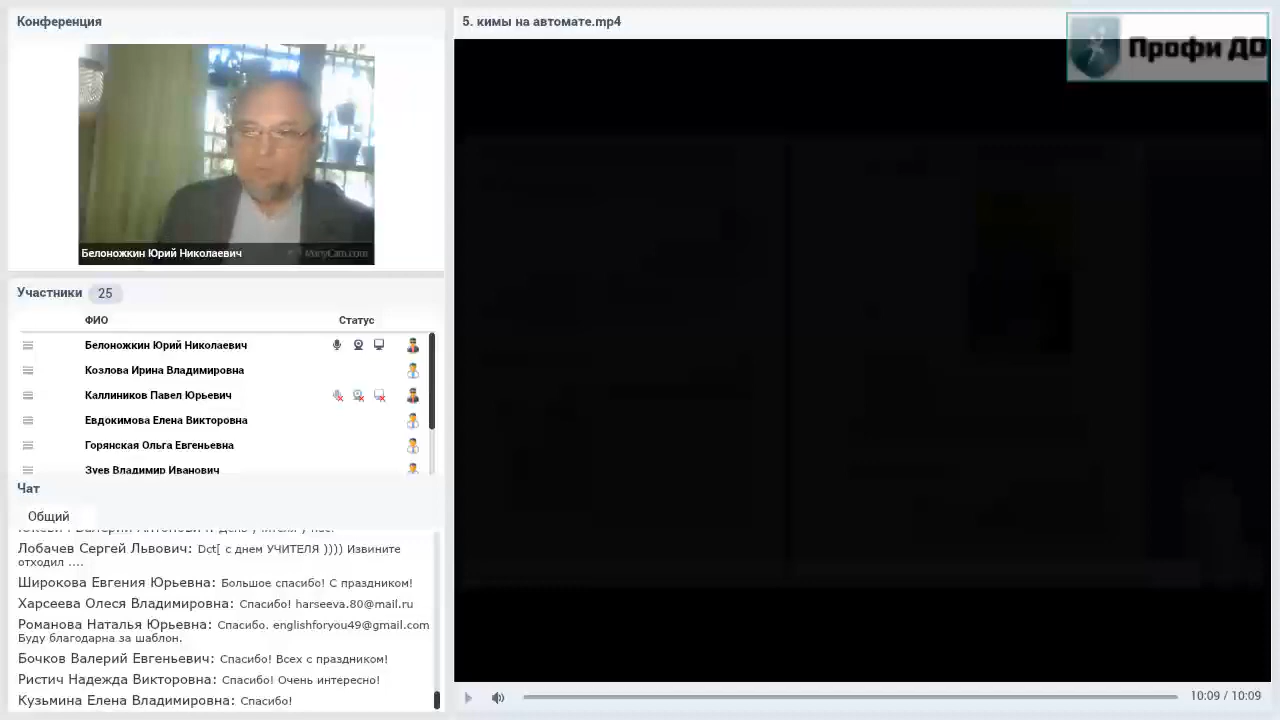 Конференция
5. кимы на автомате.mp4
Профи ДО
Белоножкин Юрий Николаевич
ManyCam.com
Участники 25
ФИО Статус
Белоножкин Юрий Николаевич
Козлова Ирина Владимировна
Каллиников Павел Юрьевич
Евдокимова Елена Викторовна
Горянская Ольга Евгеньевна
Зуев Владимир Иванович
Чат
Общий
Лобачев Сергей Львович: Dct[ с днем УЧИТЕЛЯ )))) Извините
отходил ....
Широкова Евгения Юрьевна: Большое спасибо! С праздником!
Харсеева Олеся Владимировна: Спасибо! harseeva.80@mail.ru
Романова Наталья Юрьевна: Спасибо. englishforyou49@gmail.com
Буду благодарна за шаблон.
Бочков Валерий Евгеньевич: Спасибо! Всех с праздником!
Ристич Надежда Викторовна: Спасибо! Очень интересно!
Кузьмина Елена Владимировна: Спасибо!
10:09 / 10:09